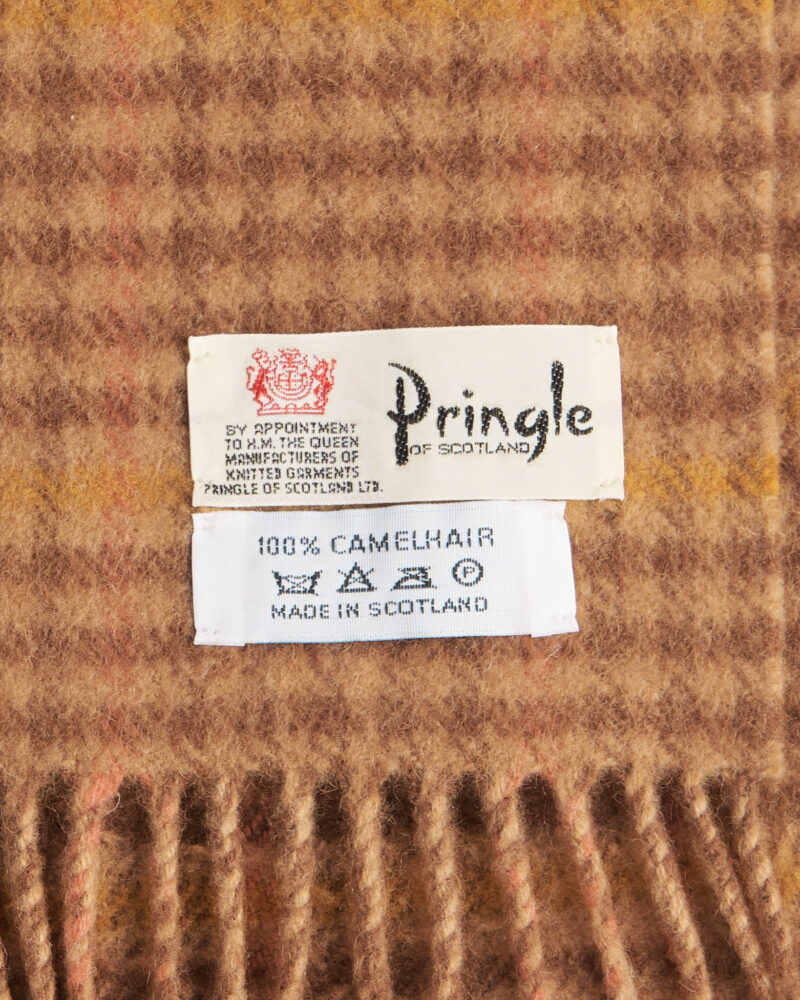 Pringle
OF SCOTLAND
BY APPOINTMENT
TO H.M. THE QUEEN
MANUFACTURERS OF
KNITTED GARMENTS
PRINGLE OF SCOTLAND LTD.
100% CAMELHAIR
P
MADE IN SCOTLAND